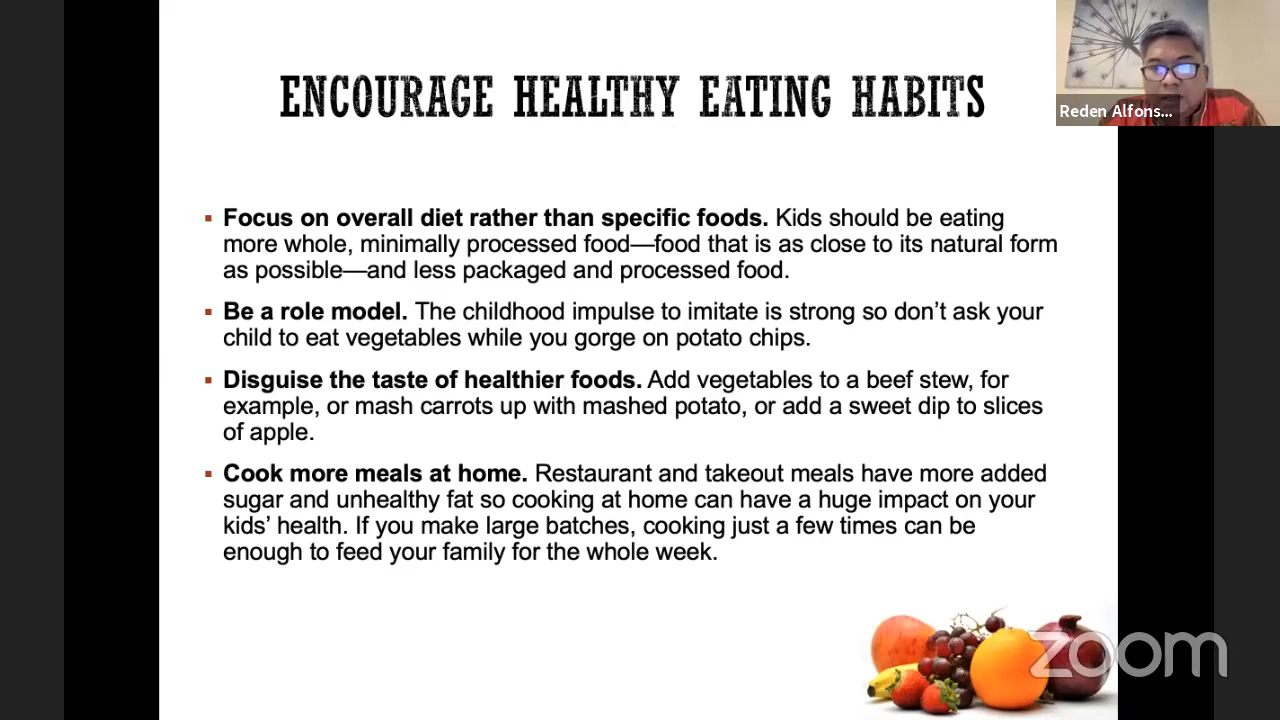 ENCOURAGE HEALTHY EATING HABITS
Reden Alfons...
▪ Focus on overall diet rather than specific foods. Kids should be eating
more whole, minimally processed food—food that is as close to its natural form
as possible—and less packaged and processed food.
▪ Be a role model. The childhood impulse to imitate is strong so don’t ask your
child to eat vegetables while you gorge on potato chips.
▪ Disguise the taste of healthier foods. Add vegetables to a beef stew, for
example, or mash carrots up with mashed potato, or add a sweet dip to slices
of apple.
▪ Cook more meals at home. Restaurant and takeout meals have more added
sugar and unhealthy fat so cooking at home can have a huge impact on your
kids’ health. If you make large batches, cooking just a few times can be
enough to feed your family for the whole week.
zoom